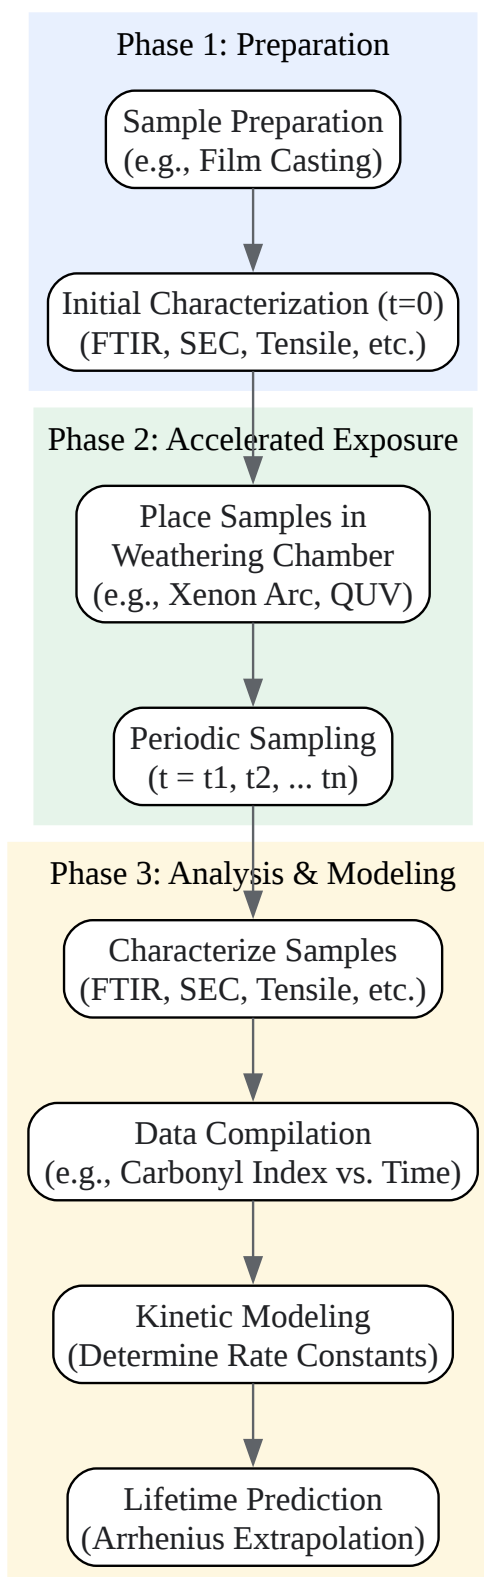 Phase 1: Preparation
Sample Preparation
(e.g., Film Casting)
Initial Characterization (t=0)
(FTIR, SEC, Tensile, etc.)
Phase 2: Accelerated Exposure
Place Samples in
Weathering Chamber
(e.g., Xenon Arc, QUV)
Periodic Sampling
(t = t1, t2, ... tn)
Phase 3: Analysis & Modeling
Characterize Samples
(FTIR, SEC, Tensile, etc.)
Data Compilation
(e.g., Carbonyl Index vs. Time)
Kinetic Modeling
(Determine Rate Constants)
Lifetime Prediction
(Arrhenius Extrapolation)